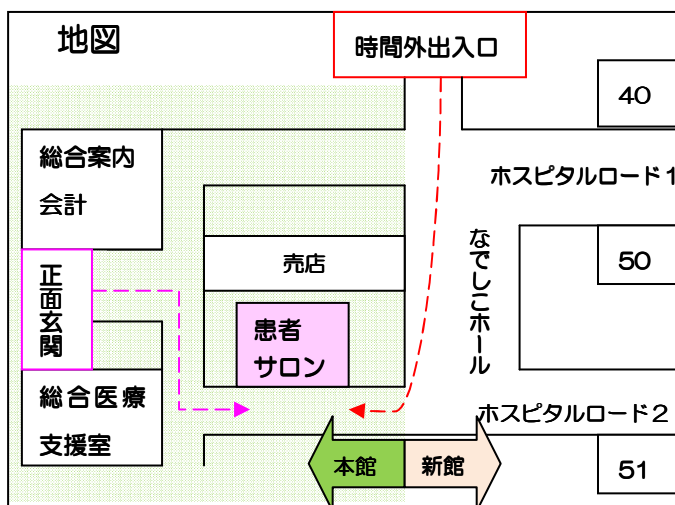 地図
時間外出入口
40
総合案内
会計
ホスピタルロード1
売店
なでしこホール
50
正面玄関
患者
サロン
総合医療
支援室
ホスピタルロード2
本館
新館
51